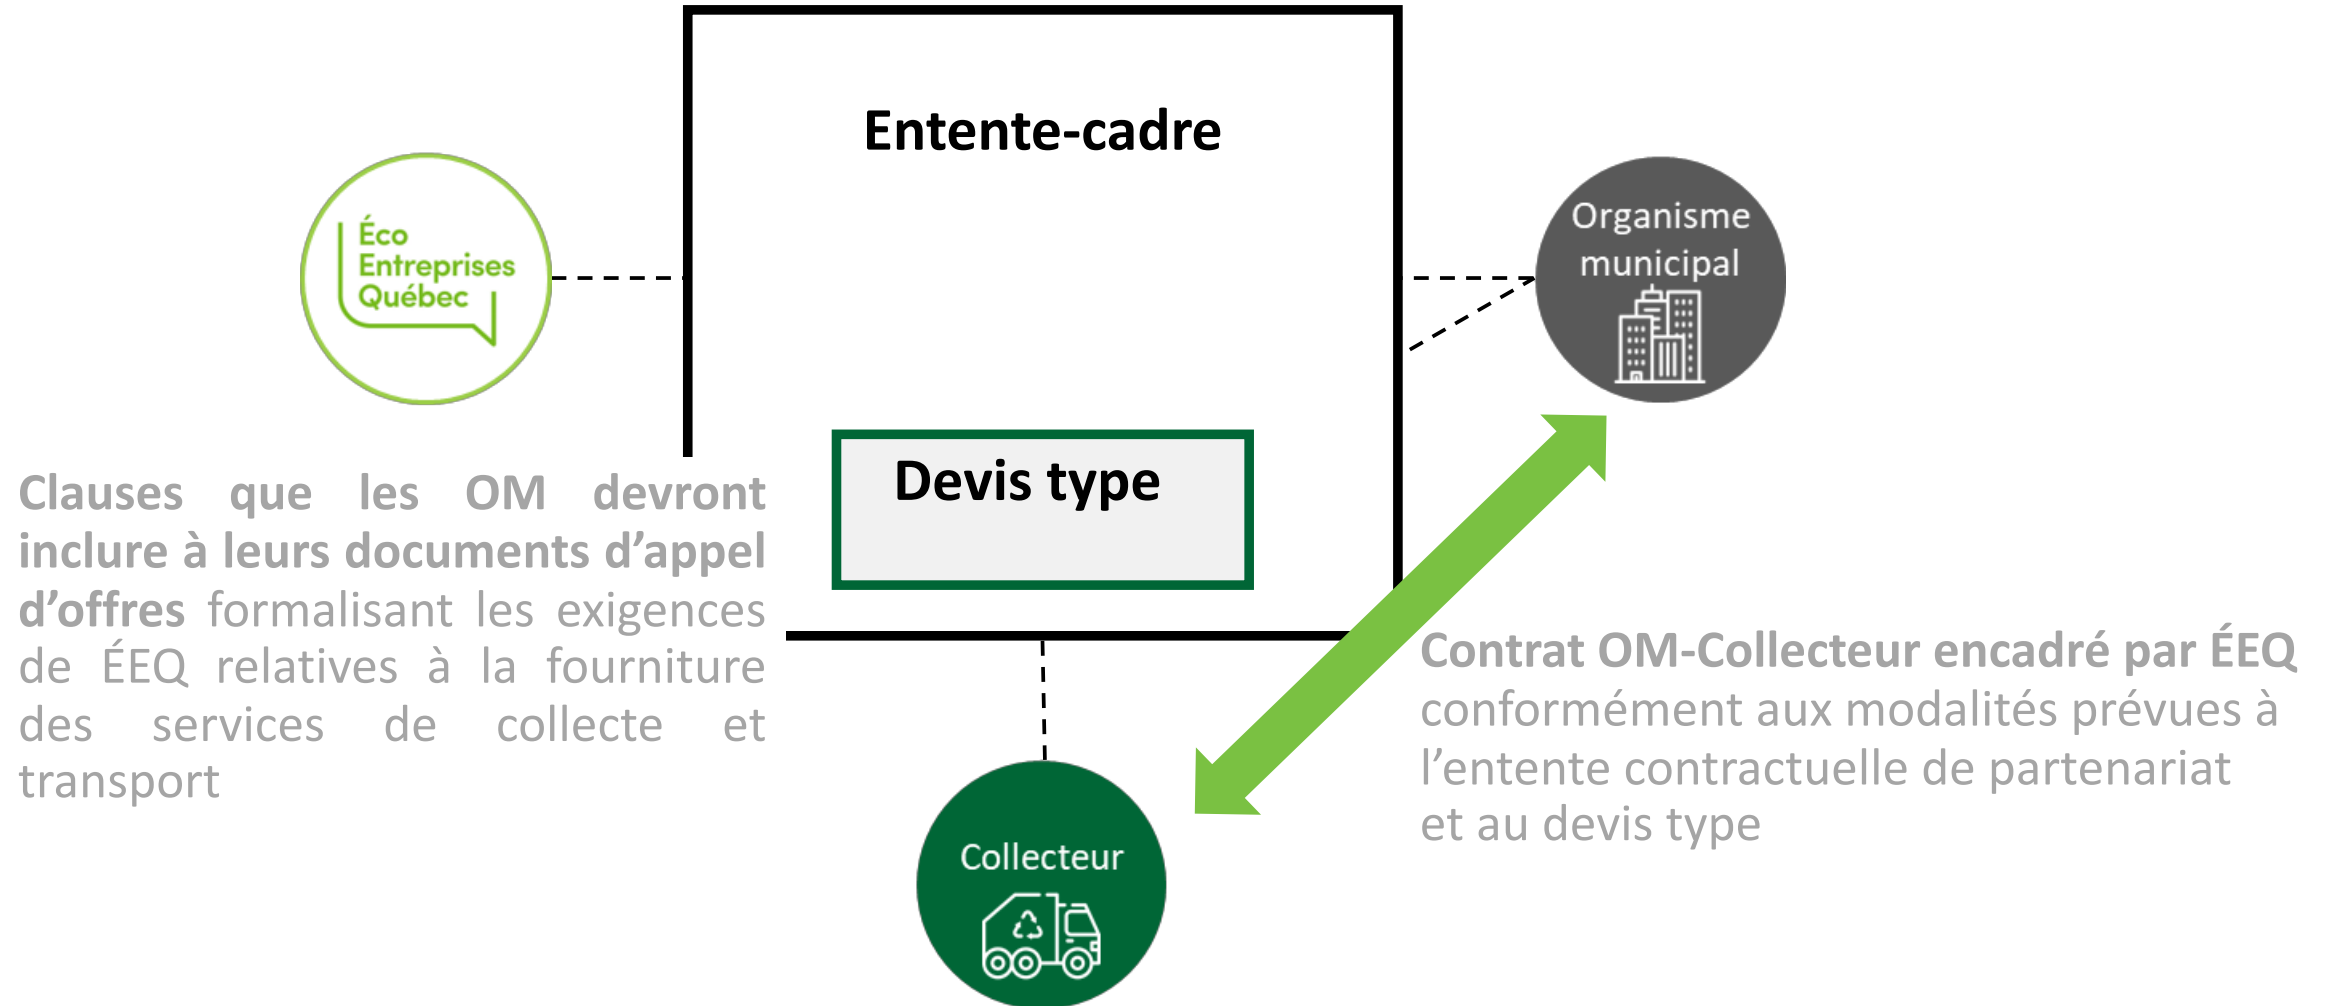 Entente-cadre
Éco
Entreprises
Québec
Organisme
municipal
Devis type
Clauses que les OM devront
inclure à leurs documents d’appel
d’offres formalisant les exigences
de ÉEQ relatives à la fourniture
des services de collecte et
transport
Contrat OM-Collecteur encadré par ÉEQ
conformément aux modalités prévues à
l’entente contractuelle de partenariat
et au devis type
Collecteur